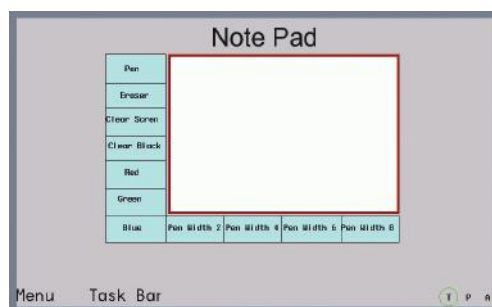 Note Pad
Pen
Eraser
Clear Scren
Clear Block
Red
Green
Blue Pen Width 2 Pen Width 4 Pen Width 6 Pen Width 8
Menu Task Bar T P A